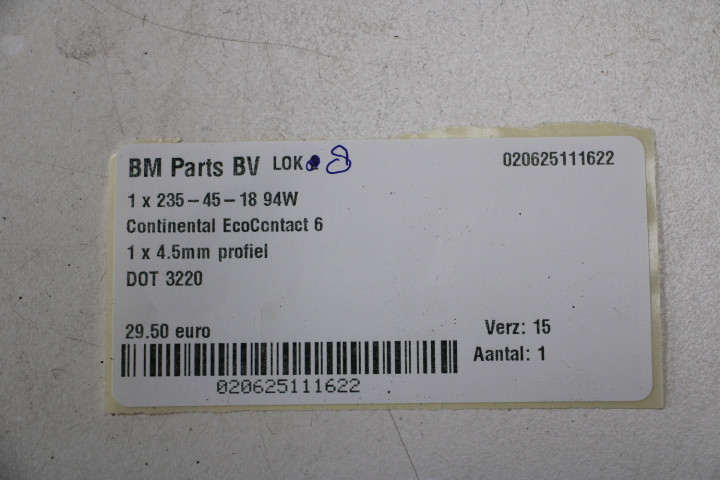 BM Parts BV LOK 8 020625111622
1 x 235-45-18 94W
Continental EcoContact 6
1 x 4.5mm profiel
DOT 3220
29.50 euro Verz: 15
Aantal: 1
020625111622